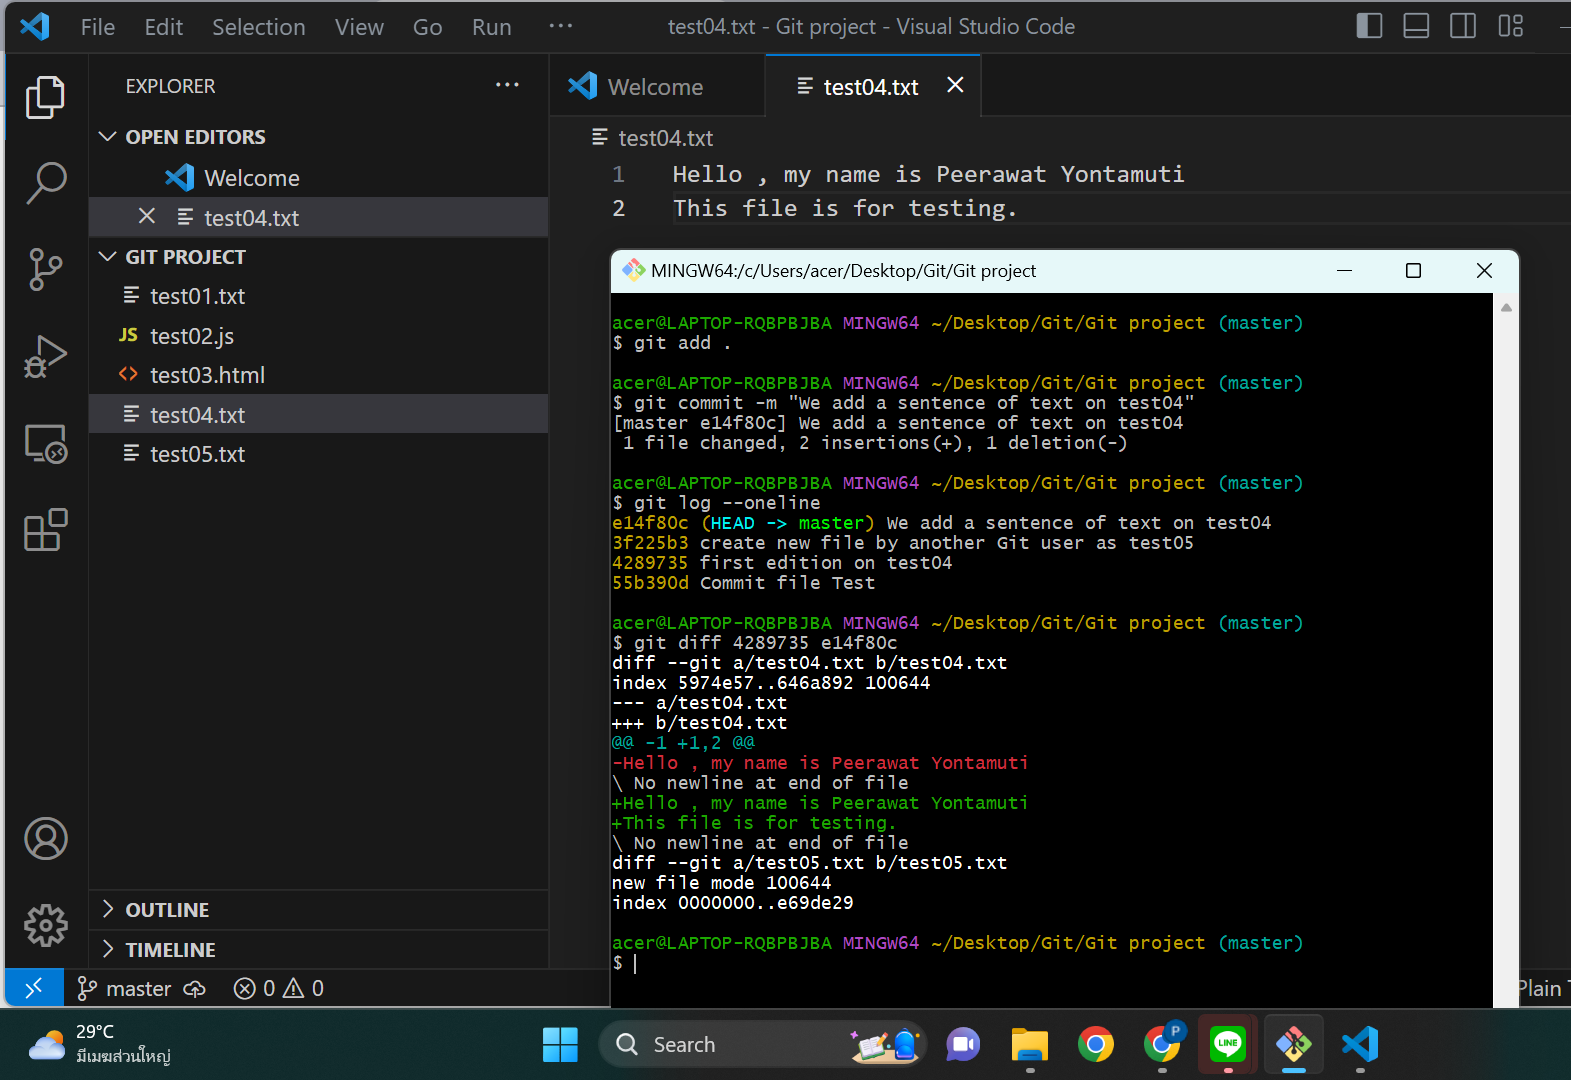 File Edit Selection View Go Run ···
test04.txt - Git project - Visual Studio Code
EXPLORER ···
OPEN EDITORS
Welcome
test04.txt
GIT PROJECT
test01.txt
JS test02.js
<> test03.html
test04.txt
test05.txt
OUTLINE
TIMELINE
master
0 0
Welcome
test04.txt
test04.txt
1 Hello , my name is Peerawat Yontamuti
2 This file is for testing.
MINGW64:/c/Users/acer/Desktop/Git/Git project
acer@LAPTOP-RQBPBJBA MINGW64 ~/Desktop/Git/Git project (master)
$ git add .
acer@LAPTOP-RQBPBJBA MINGW64 ~/Desktop/Git/Git project (master)
$ git commit -m "We add a sentence of text on test04"
[master e14f80c] We add a sentence of text on test04
1 file changed, 2 insertions(+), 1 deletion(-)
acer@LAPTOP-RQBPBJBA MINGW64 ~/Desktop/Git/Git project (master)
$ git log --oneline
e14f80c (HEAD -> master) We add a sentence of text on test04
3f225b3 create new file by another Git user as test05
4289735 first edition on test04
55b390d Commit file Test
acer@LAPTOP-RQBPBJBA MINGW64 ~/Desktop/Git/Git project (master)
$ git diff 4289735 e14f80c
diff --git a/test04.txt b/test04.txt
index 5974e57..646a892 100644
--- a/test04.txt
+++ b/test04.txt
@@ -1 +1,2 @@
-Hello , my name is Peerawat Yontamuti
\ No newline at end of file
+Hello , my name is Peerawat Yontamuti
+This file is for testing.
\ No newline at end of file
diff --git a/test05.txt b/test05.txt
new file mode 100644
index 0000000..e69de29
acer@LAPTOP-RQBPBJBA MINGW64 ~/Desktop/Git/Git project (master)
$
Plain
29°C
มีเมฆส่วนใหญ่
Search
P
LINE